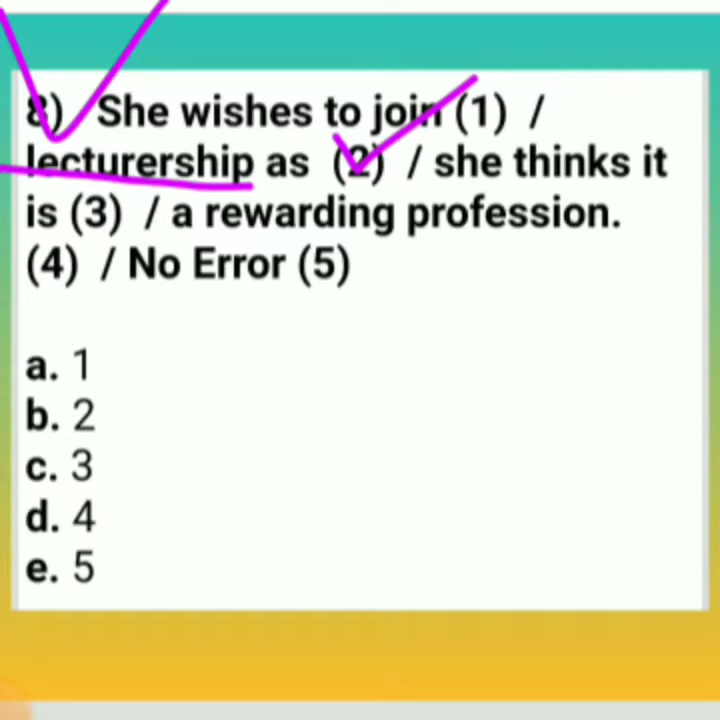 8) She wishes to join (1) /
lecturership as (2) / she thinks it
is (3) / a rewarding profession.
(4) / No Error (5)
a. 1
b. 2
c. 3
d. 4
e. 5